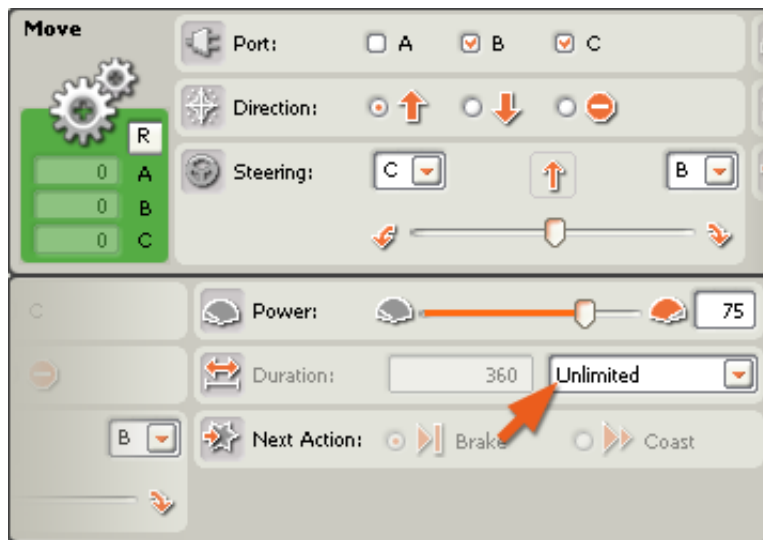 Move
Port: A B C
Direction:
R
Steering: C B
0 A
0 B
0 C
C
Power: 75
Duration: 360 Unlimited
B
Next Action: Brake Coast